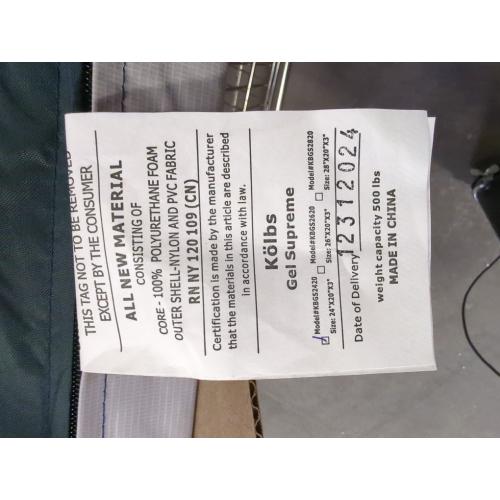 THIS TAG NOT TO BE REMOVED
EXCEPT BY THE CONSUMER
ALL NEW MATERIAL
CONSISTING OF
CORE - 100% POLYURETHANE FOAM
OUTER SHELL-NYLON AND PVC FABRIC
RN NY 120 109 (CN)
Certification is made by the manufacturer
that the materials in this article are described
in accordance with law.
Kölbs
Gel Supreme
Model#KBGS2420 Model#KBGS2620 Model#KBGS2820
Size: 24"X20"X3" Size: 26"X20"X3" Size: 28"X20"X3"
Date of Delivery 12312024
weight capacity 500 lbs
MADE IN CHINA